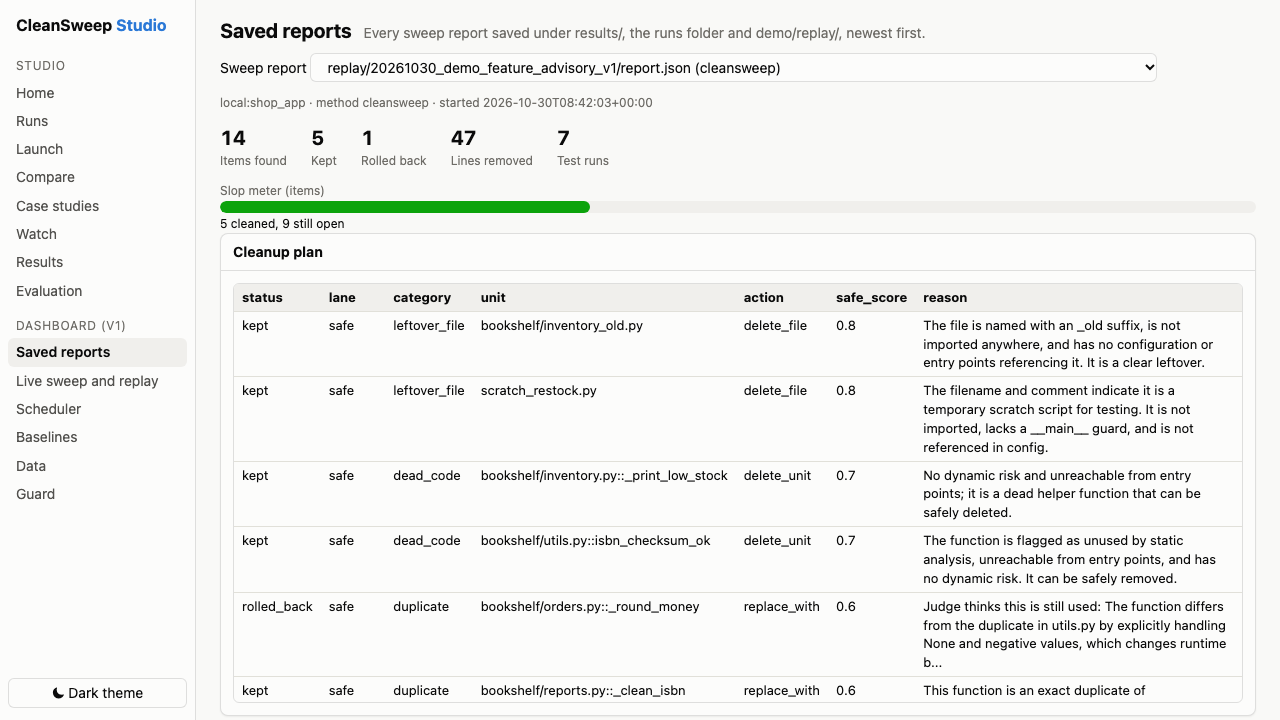 CleanSweep Studio
STUDIO
Home
Runs
Launch
Compare
Case studies
Watch
Results
Evaluation
DASHBOARD (V1)
Saved reports
Live sweep and replay
Scheduler
Baselines
Data
Guard
Dark theme
Saved reports Every sweep report saved under results/, the runs folder and demo/replay/, newest first.
Sweep report replay/20261030_demo_feature_advisory_v1/report.json (cleansweep)
local:shop_app · method cleansweep · started 2026-10-30T08:42:03+00:00
14 5 1 47 7
Items found Kept Rolled back Lines removed Test runs
Slop meter (items)
5 cleaned, 9 still open
Cleanup plan
status lane category unit action safe_score reason
kept safe leftover_file bookshelf/inventory_old.py delete_file 0.8 The file is named with an _old suffix, is not
imported anywhere, and has no configuration or
entry points referencing it. It is a clear leftover.
kept safe leftover_file scratch_restock.py delete_file 0.8 The filename and comment indicate it is a
temporary scratch script for testing. It is not
imported, lacks a __main__ guard, and is not
referenced in config.
kept safe dead_code bookshelf/inventory.py::_print_low_stock delete_unit 0.7 No dynamic risk and unreachable from entry
points; it is a dead helper function that can be
safely deleted.
kept safe dead_code bookshelf/utils.py::isbn_checksum_ok delete_unit 0.7 The function is flagged as unused by static
analysis, unreachable from entry points, and has
no dynamic risk. It can be safely removed.
rolled_back safe duplicate bookshelf/orders.py::_round_money replace_with 0.6 Judge thinks this is still used: The function differs
from the duplicate in utils.py by explicitly handling
None and negative values, which changes runtime
b...
kept safe duplicate bookshelf/reports.py::_clean_isbn replace_with 0.6 This function is an exact duplicate of